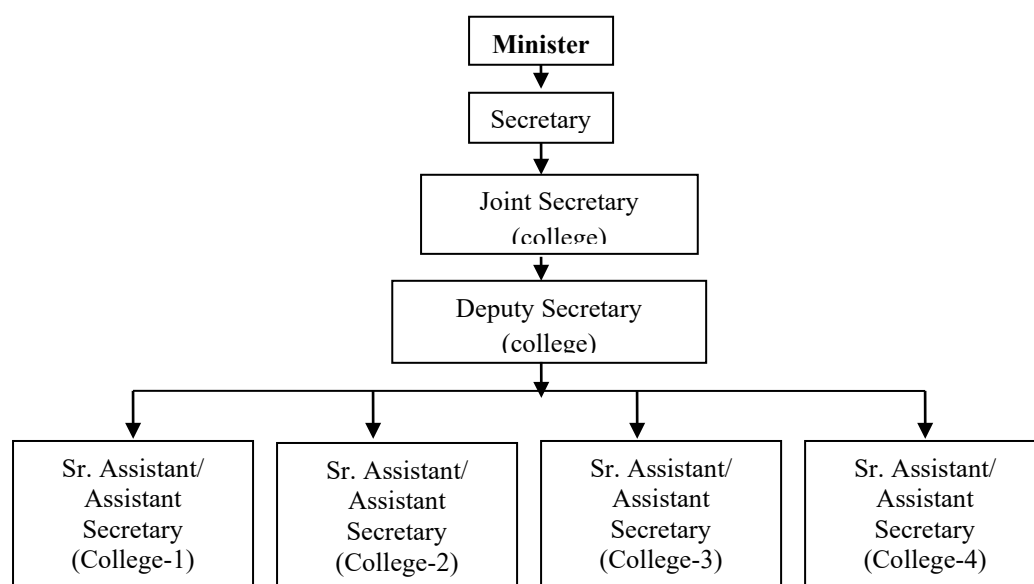 Minister
Secretary
Joint Secretary
(college)
Deputy Secretary
(college)
Sr. Assistant/
Assistant
Secretary
(College-1)
Sr. Assistant/
Assistant
Secretary
(College-2)
Sr. Assistant/
Assistant
Secretary
(College-3)
Sr. Assistant/
Assistant
Secretary
(College-4)